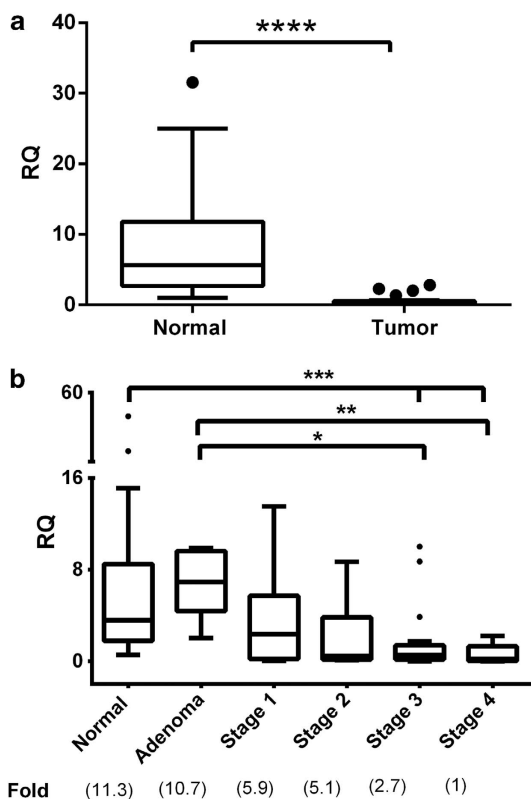 a
40
****
30
RQ
20
10
0
Normal Tumor
b
60
***
**
*
16
RQ
8
0
Normal Adenoma Stage 1 Stage 2 Stage 3 Stage 4
Fold (11.3) (10.7) (5.9) (5.1) (2.7) (1)